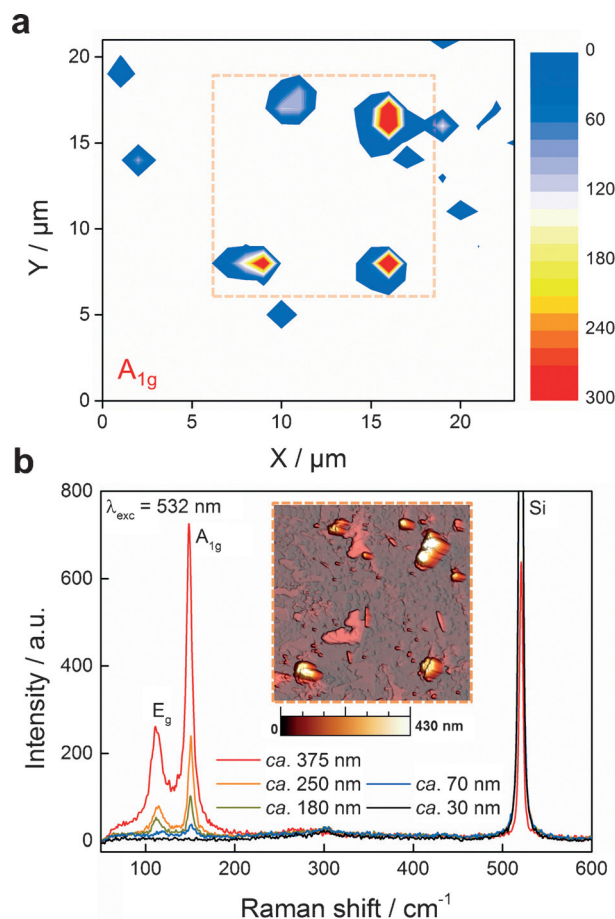 a
20
15
10
5
0
Y / µm
A1g
0 5 10 15 20
X / µm
0
60
120
180
240
300
b
800
600
400
200
0
Intensity / a.u.
λexc = 532 nm
A1g
Eg
Si
0 430 nm
ca. 375 nm
ca. 250 nm
ca. 180 nm
ca. 70 nm
ca. 30 nm
100 200 300 400 500 600
Raman shift / cm-1